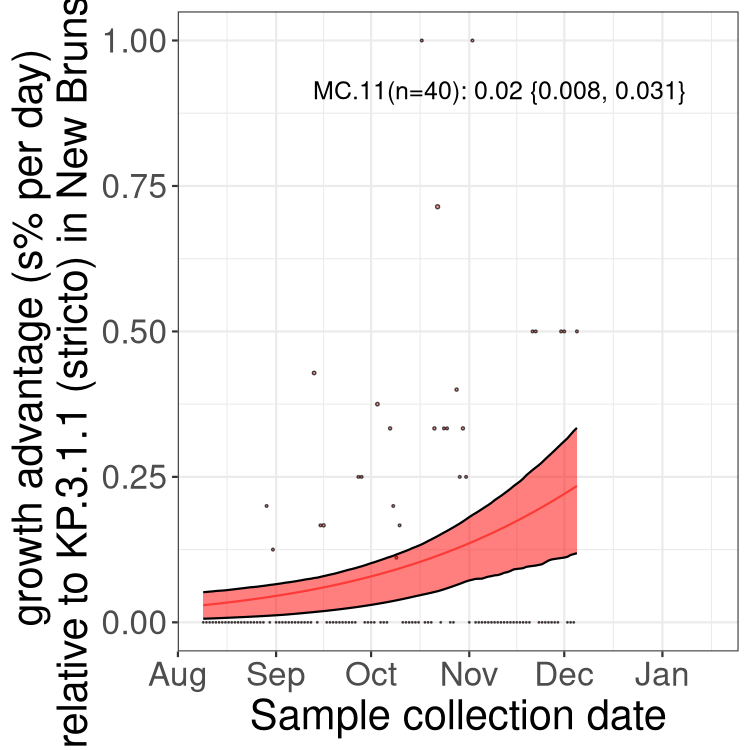 growth advantage (s% per day)
relative to KP.3.1.1 (stricto) in New Bruns
1.00
0.75
0.50
0.25
0.00
MC.11(n=40): 0.02 {0.008, 0.031}
Aug Sep Oct Nov Dec Jan
Sample collection date